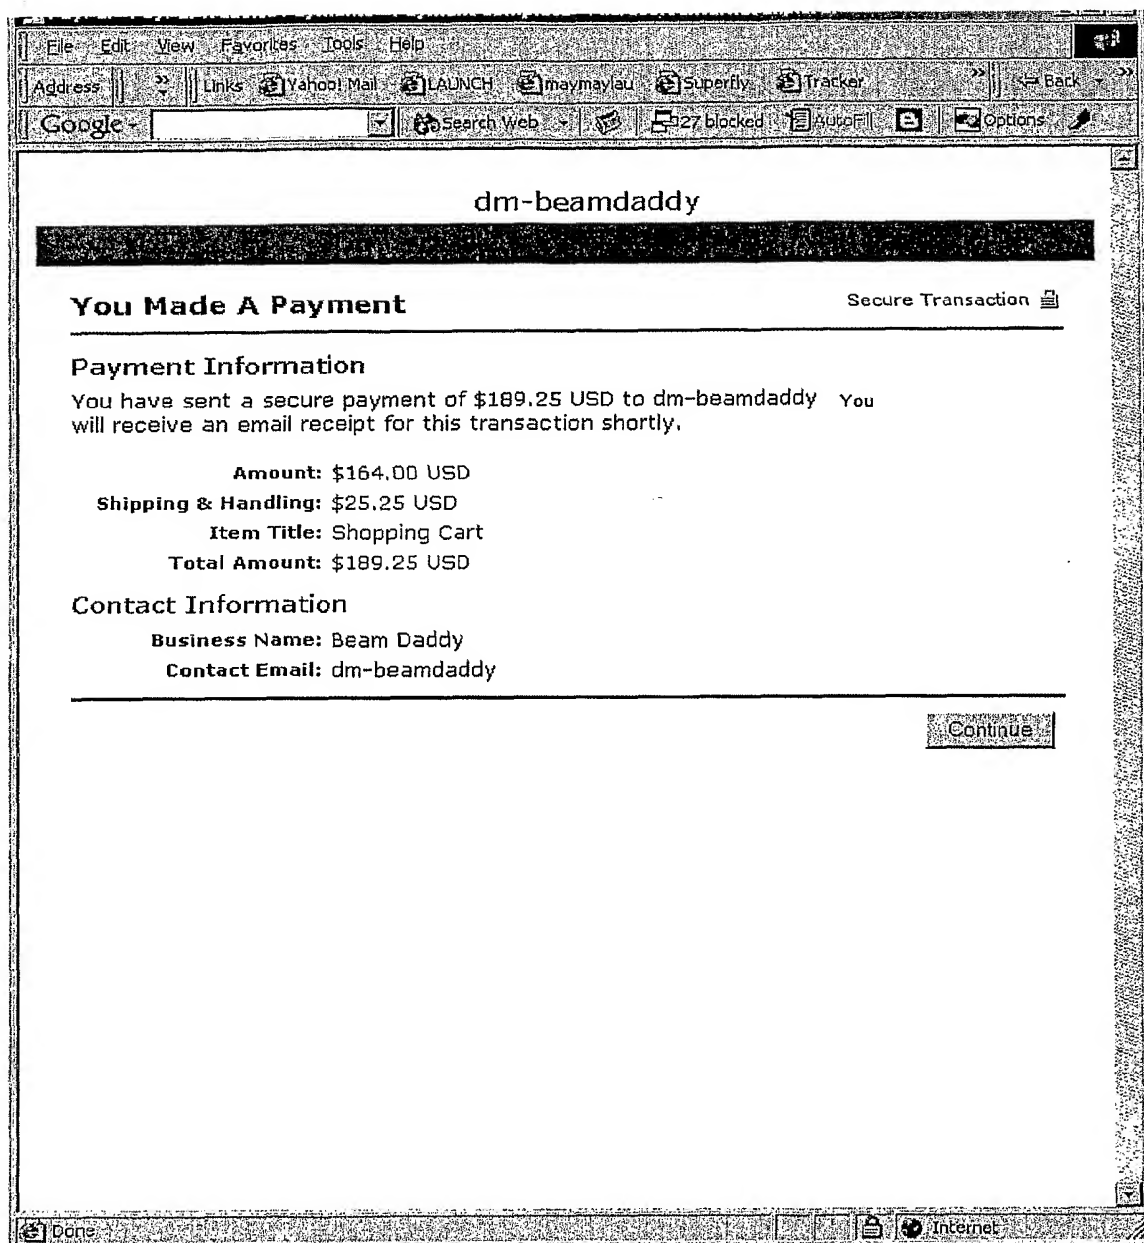 File Edit View Favorites Tools Help
Address » Links Yahoo! Mail LAUNCH maymaylau Superfly Tracker » Back »
Google Search Web 127 blocked AutoFill Options
dm-beamdaddy
You Made A Payment
Secure Transaction
Payment Information
You have sent a secure payment of $189.25 USD to dm-beamdaddy You
will receive an email receipt for this transaction shortly.
Amount: $164.00 USD
Shipping & Handling: $25.25 USD
Item Title: Shopping Cart
Total Amount: $189.25 USD
Contact Information
Business Name: Beam Daddy
Contact Email: dm-beamdaddy
Continue
Done Internet